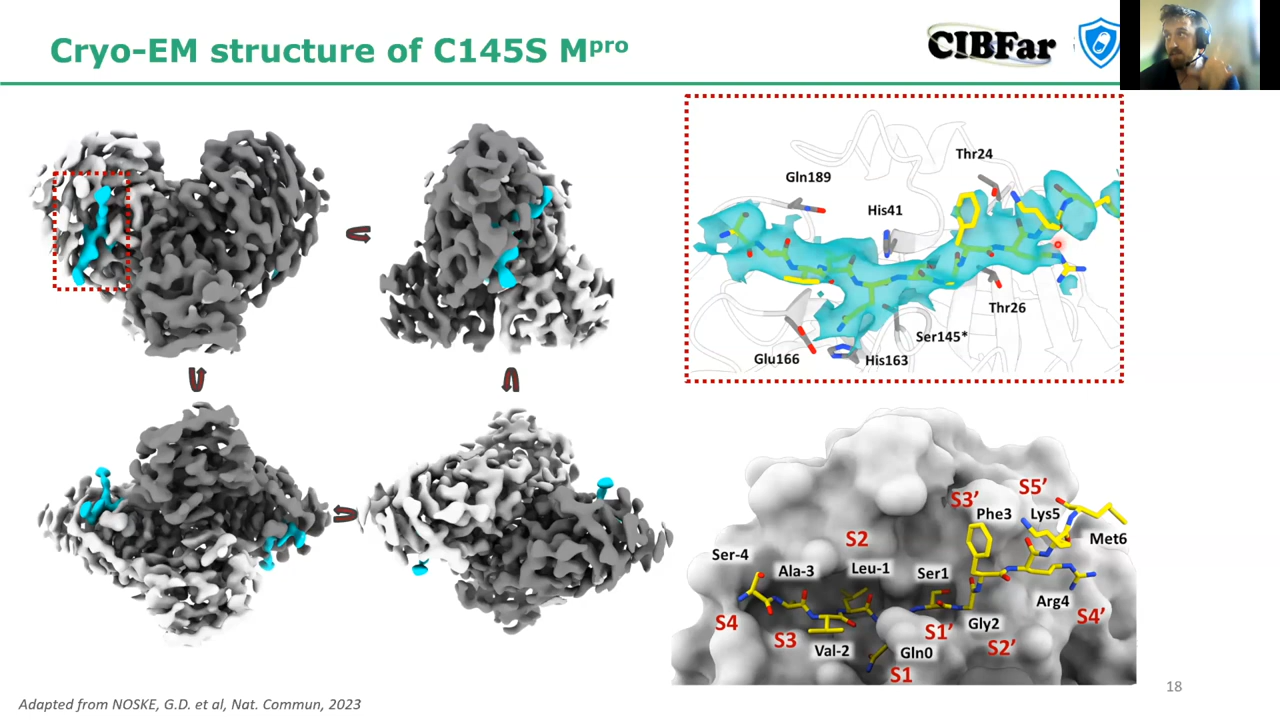 Cryo-EM structure of C145S Mᵖʳᵒ
CIBFar
Thr24
Gln189
His41
Thr26
Ser145*
Glu166
His163
S5’
S3’
Phe3
Lys5
S2
Met6
Ser-4
Ala-3
Leu-1
Ser1
Arg4
S4’
S4
S3
Val-2
S1’
Gly2
S2’
Gln0
S1
18
Adapted from NOSKE, G.D. et al, Nat. Commun, 2023